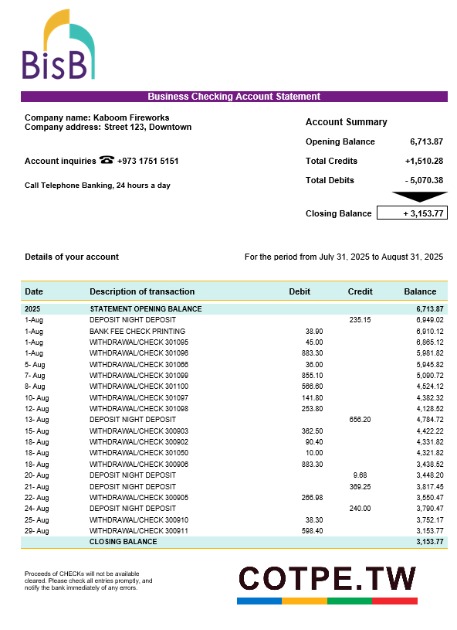 BisB
Business Checking Account Statement
Company name: Kaboom Fireworks
Company address: Street 123, Downtown
Account inquiries ☎ +973 1751 5151
Call Telephone Banking, 24 hours a day
Account Summary
Opening Balance 6,713.87
Total Credits +1,510.28
Total Debits - 5,070.38
Closing Balance + 3,153.77
Details of your account For the period from July 31, 2025 to August 31, 2025
Date Description of transaction Debit Credit Balance
2025 STATEMENT OPENING BALANCE 6,713.87
1-Aug DEPOSIT NIGHT DEPOSIT 235.15 6,949.02
1-Aug BANK FEE CHECK PRINTING 38.90 6,910.12
1-Aug WITHDRAWAL/CHECK 301095 45.00 6,865.12
1-Aug WITHDRAWAL/CHECK 301096 883.30 5,981.82
5- Aug WITHDRAWAL/CHECK 301066 36.00 5,945.82
7- Aug WITHDRAWAL/CHECK 301099 855.10 5,090.72
8- Aug WITHDRAWAL/CHECK 301100 566.60 4,524.12
10- Aug WITHDRAWAL/CHECK 301097 141.80 4,382.32
12- Aug WITHDRAWAL/CHECK 301098 253.80 4,128.52
13- Aug DEPOSIT NIGHT DEPOSIT 656.20 4,784.72
15- Aug WITHDRAWAL/CHECK 300903 362.50 4,422.22
18- Aug WITHDRAWAL/CHECK 300902 90.40 4,331.82
18- Aug WITHDRAWAL/CHECK 301050 10.00 4,321.82
18- Aug WITHDRAWAL/CHECK 300906 883.30 3,438.52
20- Aug DEPOSIT NIGHT DEPOSIT 9.68 3,448.20
21- Aug DEPOSIT NIGHT DEPOSIT 369.25 3,817.45
22- Aug WITHDRAWAL/CHECK 300905 266.98 3,550.47
24- Aug DEPOSIT NIGHT DEPOSIT 240.00 3,790.47
25- Aug WITHDRAWAL/CHECK 300910 38.30 3,752.17
29- Aug WITHDRAWAL/CHECK 300911 598.40 3,153.77
CLOSING BALANCE 3,153.77
Proceeds of CHECKs will not be available
cleared. Please check all entries promptly, and
notify the bank immediately of any errors.
COTPE.TW